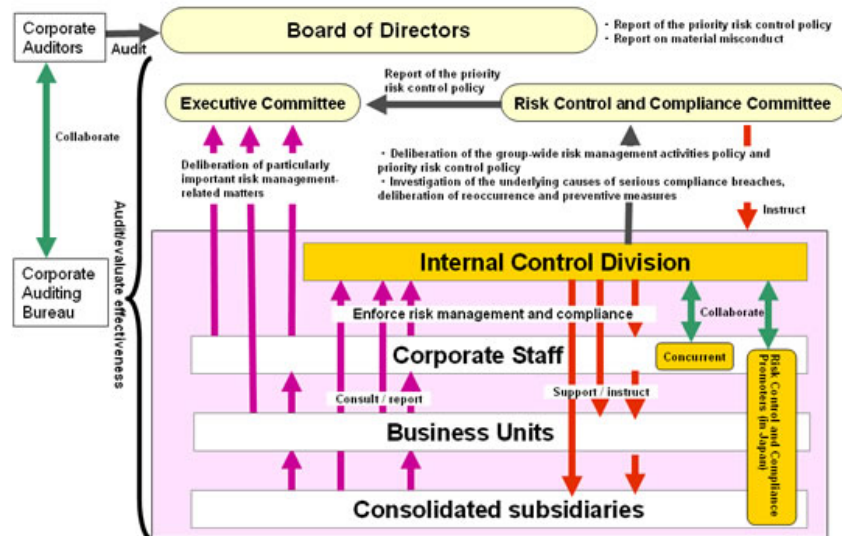 Corporate
Auditors
Audit
Board of Directors
・Report of the priority risk control policy
・Report on material misconduct
Collaborate
Executive Committee
Report of the priority
risk control policy
Risk Control and Compliance Committee
Deliberation of particularly
important risk management-
related matters
・Deliberation of the group-wide risk management activities policy and
priority risk control policy
・Investigation of the underlying causes of serious compliance breaches,
deliberation of reoccurrence and preventive measures
Instruct
Corporate
Auditing
Bureau
Audit/evaluate effectiveness
Internal Control Division
Enforce risk management and compliance
Collaborate
Corporate Staff
Concurrent
Risk Control and Compliance
Promoters (in Japan)
Consult / report
Support / instruct
Business Units
Consolidated subsidiaries